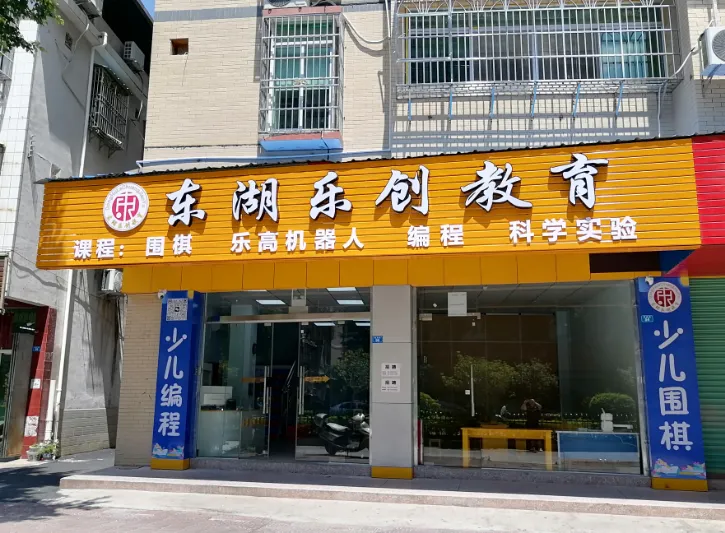 东湖乐创教育
课程：围棋 乐高机器人 编程 科学实验
少儿编程
少儿围棋